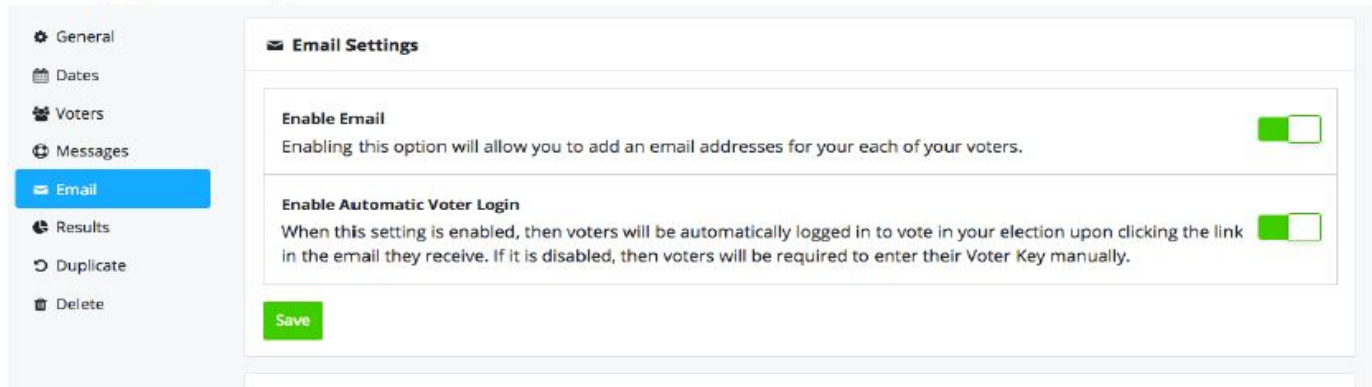 General
Dates
Voters
Messages
Email
Results
Duplicate
Delete
Email Settings
Enable Email
Enabling this option will allow you to add an email addresses for your each of your voters.
Enable Automatic Voter Login
When this setting is enabled, then voters will be automatically logged in to vote in your election upon clicking the link
in the email they receive. If it is disabled, then voters will be required to enter their Voter Key manually.
Save